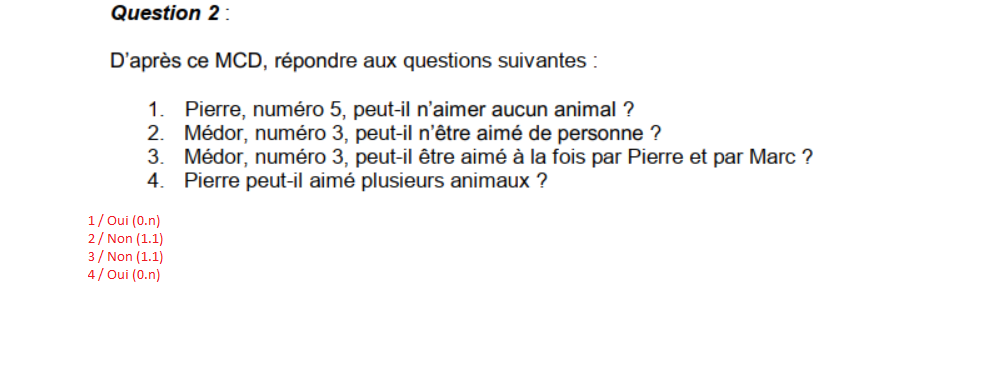 Question 2 :
D'après ce MCD, répondre aux questions suivantes :
1. Pierre, numéro 5, peut-il n'aimer aucun animal ?
2. Médor, numéro 3, peut-il n'être aimé de personne ?
3. Médor, numéro 3, peut-il être aimé à la fois par Pierre et par Marc ?
4. Pierre peut-il aimé plusieurs animaux ?
1 / Oui (0.n)
2 / Non (1.1)
3 / Non (1.1)
4 / Oui (0.n)